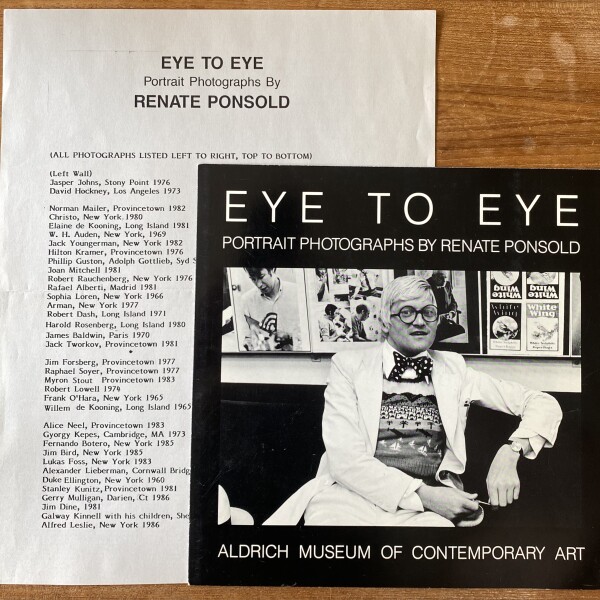 EYE TO EYE
Portrait Photographs By
RENATE PONSOLD
(ALL PHOTOGRAPHS LISTED LEFT TO RIGHT, TOP TO BOTTOM)
(Left Wall)
Jasper Johns, Stony Point 1976
David Hockney, Los Angeles 1973
Norman Mailer, Provincetown 1982
Christo, New York 1980
Elaine de Kooning, Long Island 1981
W. H. Auden, New York, 1969
Jack Youngerman, New York 1982
Hilton Kramer, Provincetown 1976
Phillip Guston, Adolph Gottlieb, Syd S
Joan Mitchell 1981
Robert Rauchenberg, New York 1976
Rafael Alberti, Madrid 1981
Sophia Loren, New York 1966
Arman, New York 1977
Robert Dash, Long Island 1971
Harold Rosenberg, Long Island 1980
James Baldwin, Paris 1970
Jack Tworkov, Provincetown 1981
*
Jim Forsberg, Provincetown 1977
Raphael Soyer, Provincetown 1977
Myron Stout Provincetown 1983
Robert Lowell 1974
Frank O'Hara, New York 1965
Willem de Kooning, Long Island 1965
Alice Neel, Provincetown 1983
Gyorgy Kepes, Cambridge, MA 1973
Fernando Botero, New York 1985
Jim Bird, New York 1985
Lukas Foss, New York 1983
Alexander Lieberman, Cornwall Bridg
Duke Ellington, New York 1960
Stanley Kunitz, Provincetown 1981
Gerry Mulligan, Darien, Ct 1986
Jim Dine, 1981
Galway Kinnell with his children, She
Alfred Leslie, New York 1986
EYE TO EYE
PORTRAIT PHOTOGRAPHS BY RENATE PONSOLD
White Wing
White Wing
ALDRICH MUSEUM OF CONTEMPORARY ART